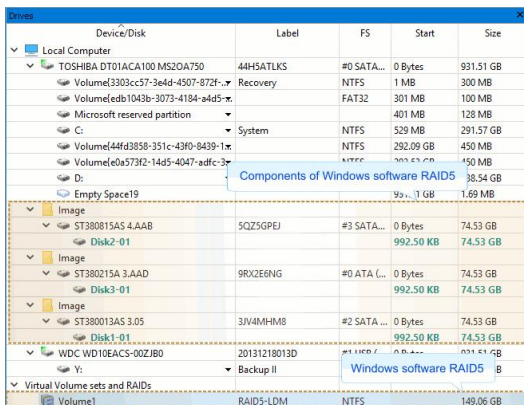 Drives
Device/Disk Label FS Start Size
Local Computer
TOSHIBA DT01ACA100 MS2OA750 44H5ATLKS #0 SATA... 0 Bytes 931.51 GB
Volume{3303cc57-3e4d-4507-872f-... Recovery NTFS 1 MB 300 MB
Volume{edb1043b-3073-4184-a4d5-... FAT32 301 MB 100 MB
Microsoft reserved partition 401 MB 128 MB
C: System NTFS 529 MB 291.57 GB
Volume{44fd3858-351c-43f0-8439-1... NTFS 292.09 GB 450 MB
Volume{e0a573f2-14d5-4047-adfc-3... NTFS 450 MB
D: 38.54 GB
Components of Windows software RAID5
Empty Space19 1.69 MB
Image
ST380815AS 4.AAB 5QZ5GPEJ #3 SATA... 0 Bytes 74.53 GB
Disk2-01 992.50 KB 74.53 GB
Image
ST380215A 3.AAD 9RX2E6NG #0 ATA (... 0 Bytes 74.53 GB
Disk3-01 992.50 KB 74.53 GB
Image
ST380013AS 3.05 3JV4MHM8 #2 SATA ... 0 Bytes 74.53 GB
Disk1-01 992.50 KB 74.53 GB
WDC WD10EACS-00ZJB0 20131218013D #1 USB (... 0 Bytes 931.51 GB
Y: Backup II
Windows software RAID5
Virtual Volume sets and RAIDs
Volume1 RAID5-LDM NTFS 149.06 GB